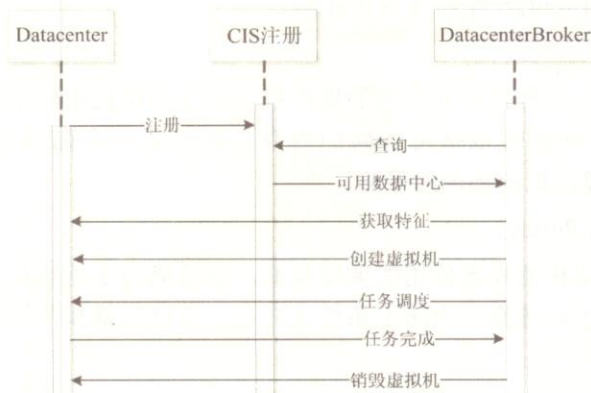 Datacenter
CIS注册
DatacenterBroker
注册
查询
可用数据中心
获取特征
创建虚拟机
任务调度
任务完成
销毁虚拟机